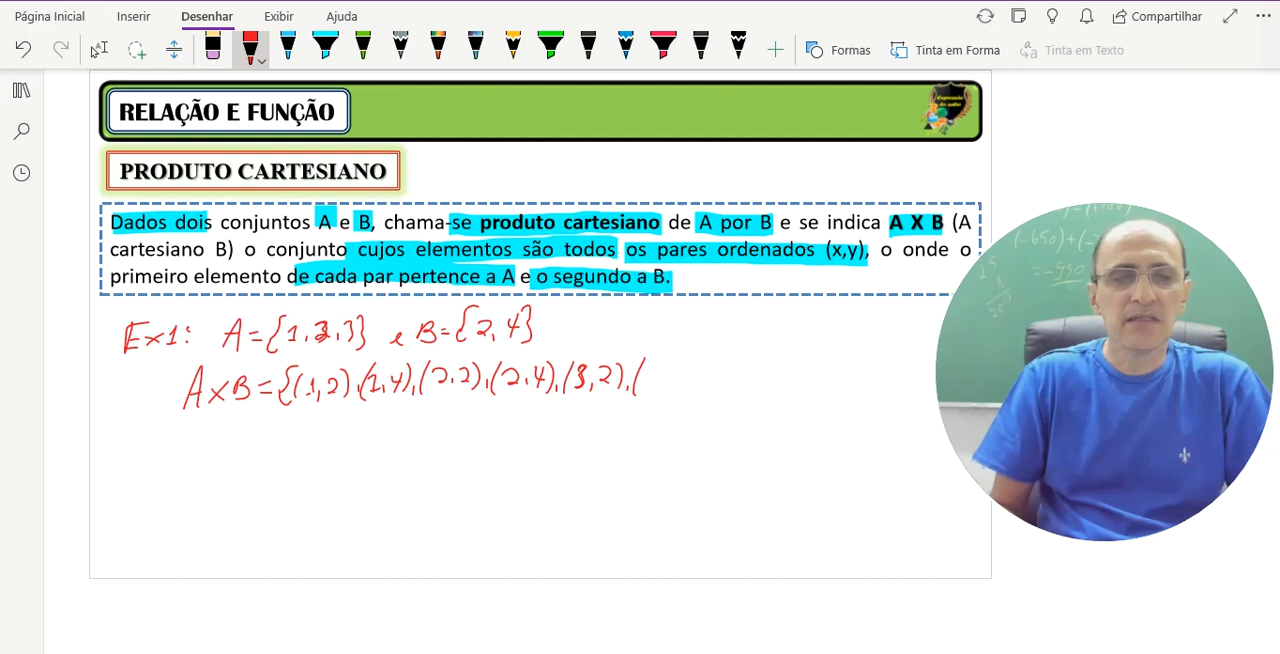 Página Inicial Inserir Desenhar Exibir Ajuda Compartilhar
Formas Tinta em Forma Tinta em Texto
RELAÇÃO E FUNÇÃO
PRODUTO CARTESIANO
Dados dois conjuntos A e B, chama-se produto cartesiano de A por B e se indica A X B (A
cartesiano B) o conjunto cujos elementos são todos os pares ordenados (x,y), o onde o
primeiro elemento de cada par pertence a A e o segundo a B.
Ex1: A={1,2,3} e B={2,4}
AxB={(1,2),(1,4),(2,2),(2,4),(3,2),(